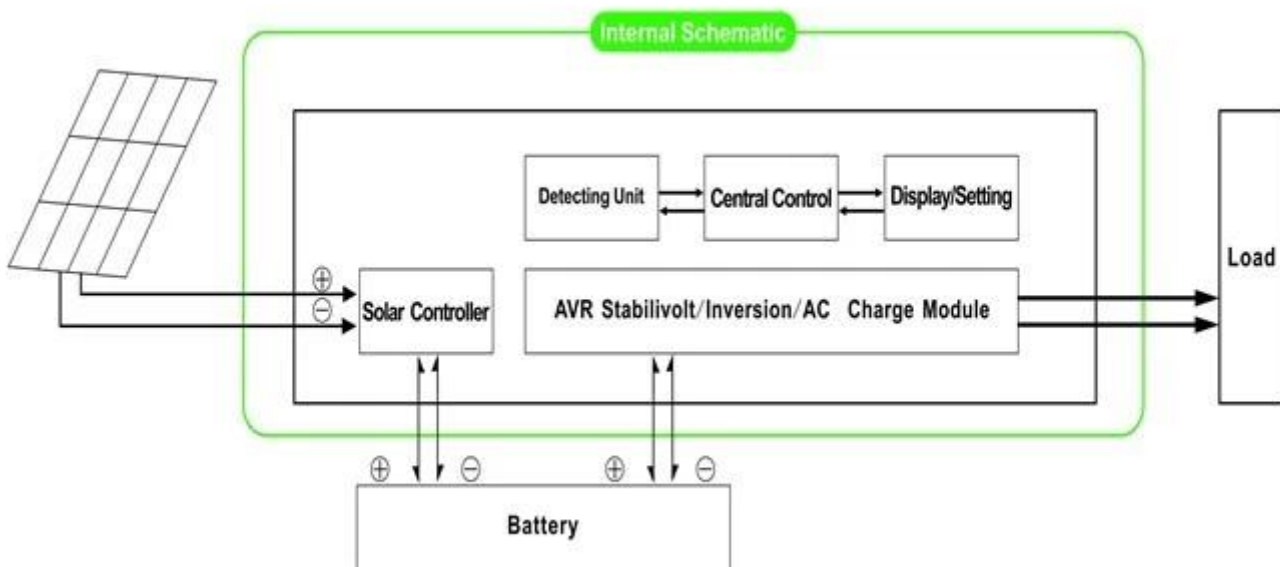 Internal Schematic
Detecting Unit
Central Control
Display/Setting
Load
⊕
⊖
Solar Controller
AVR Stabilivolt/Inversion/AC Charge Module
⊕ ⊖ ⊕ ⊖
Battery